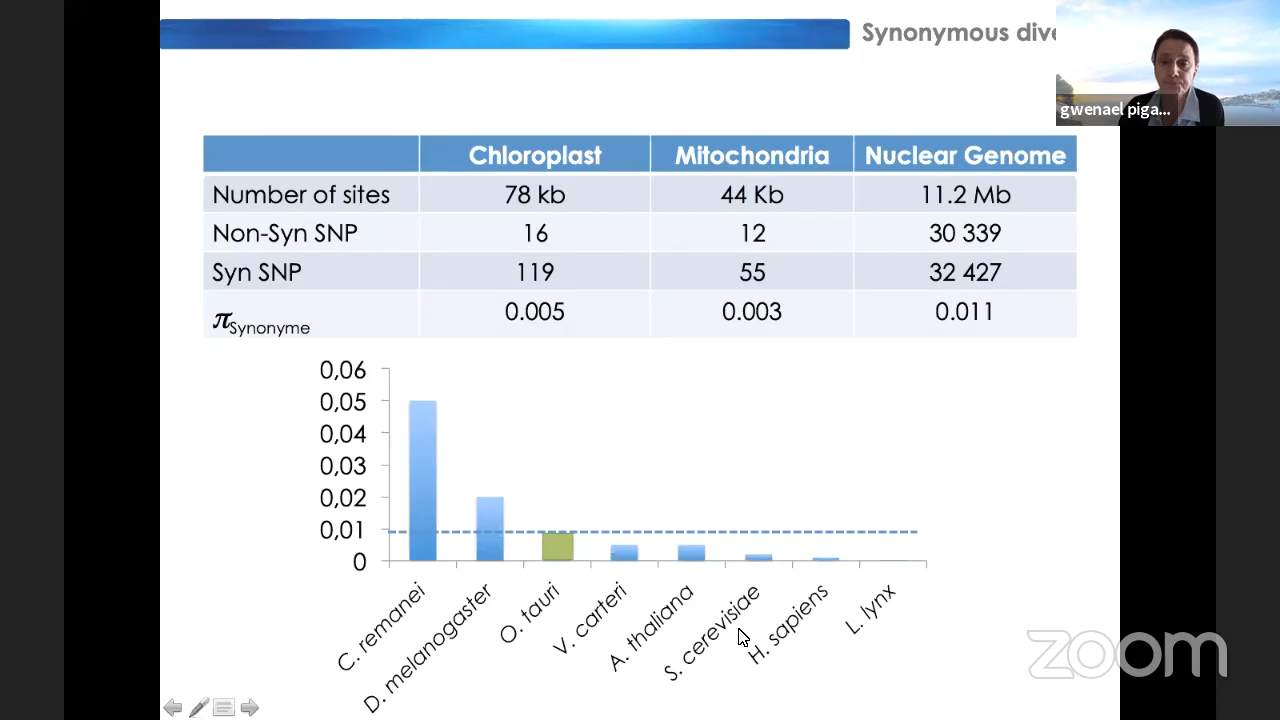 Synonymous dive
gwenael piga...
Chloroplast Mitochondria Nuclear Genome
Number of sites 78 kb 44 Kb 11.2 Mb
Non-Syn SNP 16 12 30 339
Syn SNP 119 55 32 427
πSynonyme 0.005 0.003 0.011
0,06
0,05
0,04
0,03
0,02
0,01
0
C. remanei
D. melanogaster
O. tauri
V. carteri
A. thaliana
S. cerevisiae
H. sapiens
L. lynx
zoom